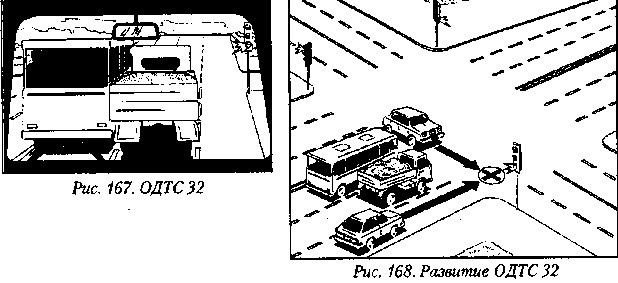 Рис. 167. ОДТС 32
Рис. 168. Развитие ОДТС 32